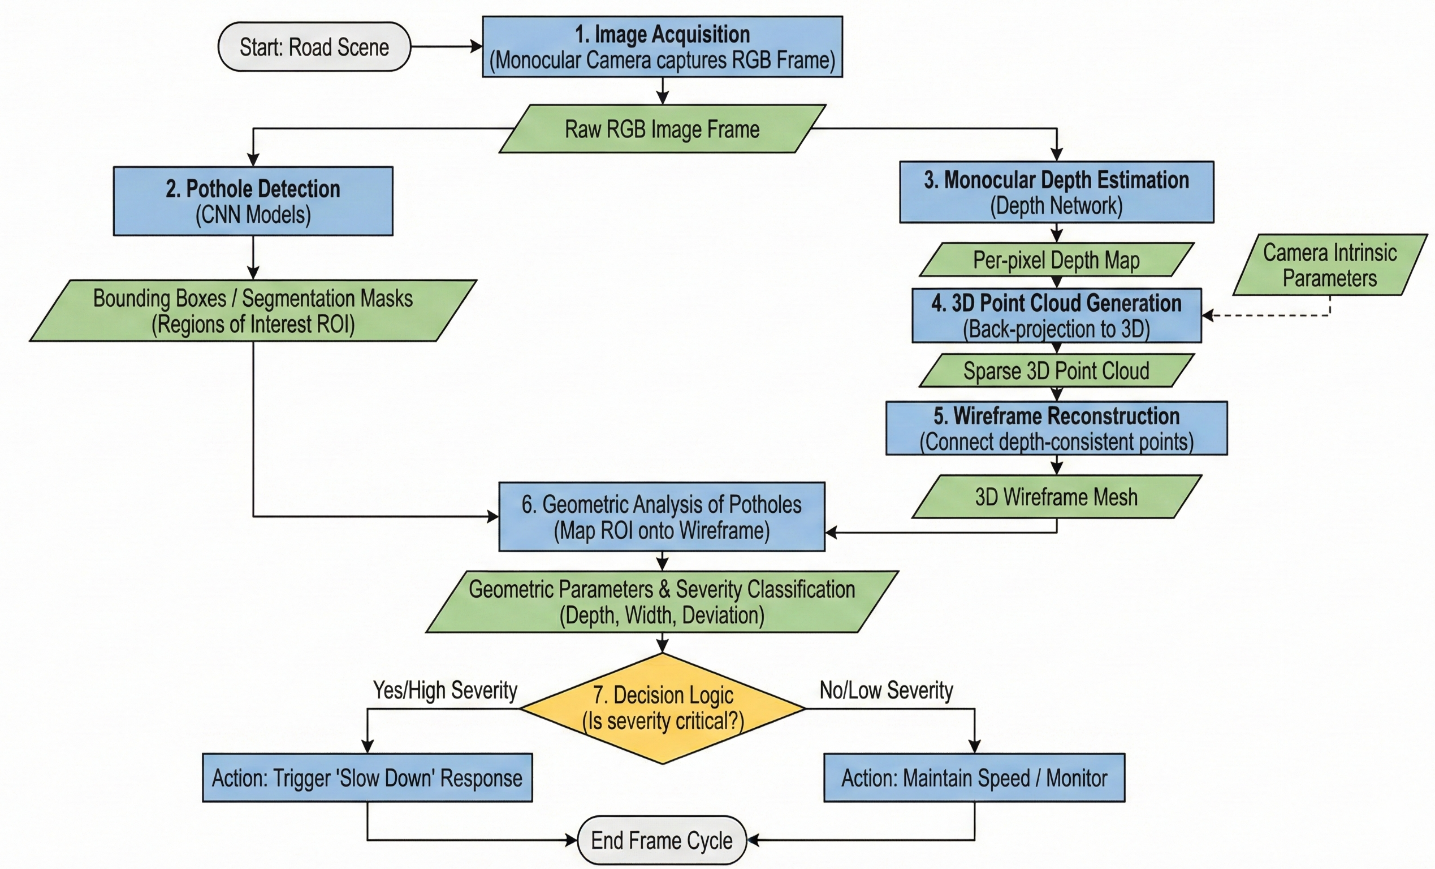 Start: Road Scene
1. Image Acquisition
(Monocular Camera captures RGB Frame)
Raw RGB Image Frame
2. Pothole Detection
(CNN Models)
Bounding Boxes / Segmentation Masks
(Regions of Interest ROI)
3. Monocular Depth Estimation
(Depth Network)
Per-pixel Depth Map
Camera Intrinsic
Parameters
4. 3D Point Cloud Generation
(Back-projection to 3D)
Sparse 3D Point Cloud
5. Wireframe Reconstruction
(Connect depth-consistent points)
3D Wireframe Mesh
6. Geometric Analysis of Potholes
(Map ROI onto Wireframe)
Geometric Parameters & Severity Classification
(Depth, Width, Deviation)
7. Decision Logic
(Is severity critical?)
Yes/High Severity
No/Low Severity
Action: Trigger 'Slow Down' Response
Action: Maintain Speed / Monitor
End Frame Cycle